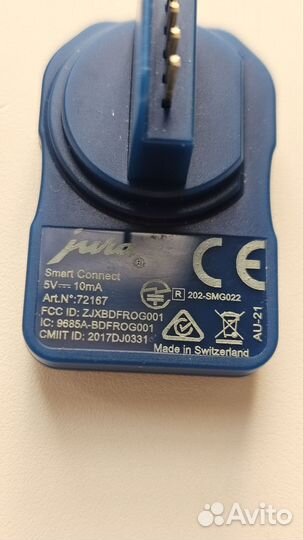 jura ®
CE
Smart Connect
5V⎓ 10mA
Art.N°:72167
R 202-SMG022
FCC ID: ZJXBDFROG001
IC: 9685A-BDFROG001
CMIIT ID: 2017DJ0331
Made in Switzerland
AU-21
Avito